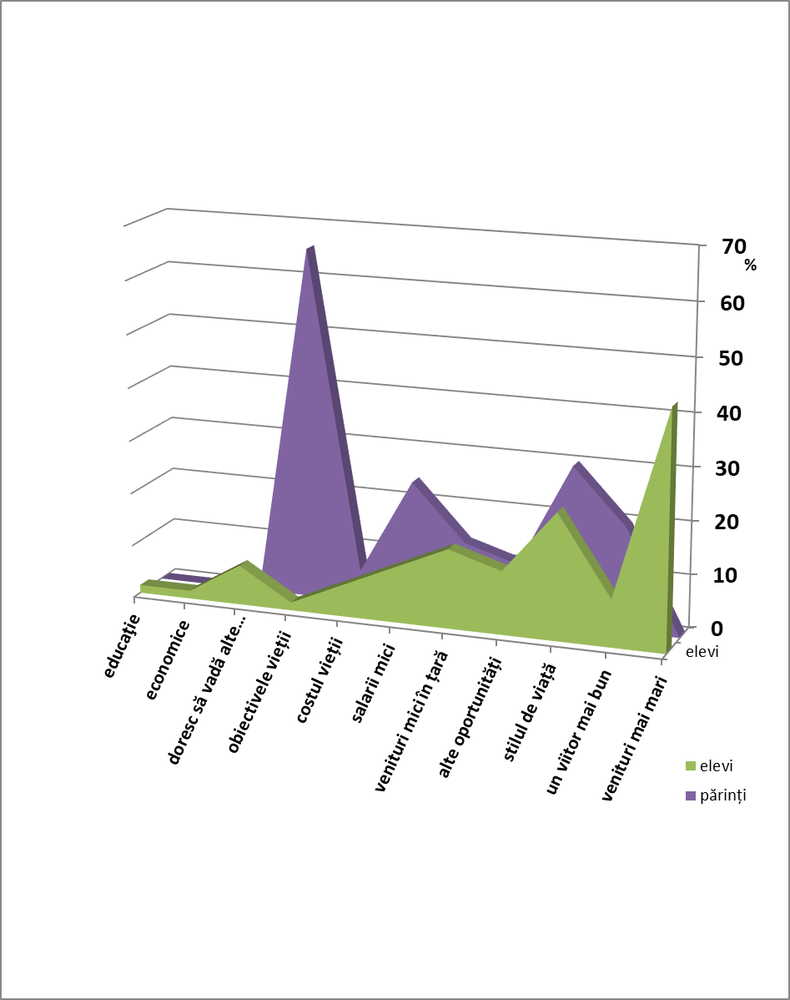 70
%
60
50
40
30
20
10
0
elevi
educație
economice
doresc să vadă alte...
obiectivele vieții
costul vieții
salarii mici
venituri mici în țară
alte oportunități
stilul de viață
un viitor mai bun
venituri mai mari
elevi
părinți